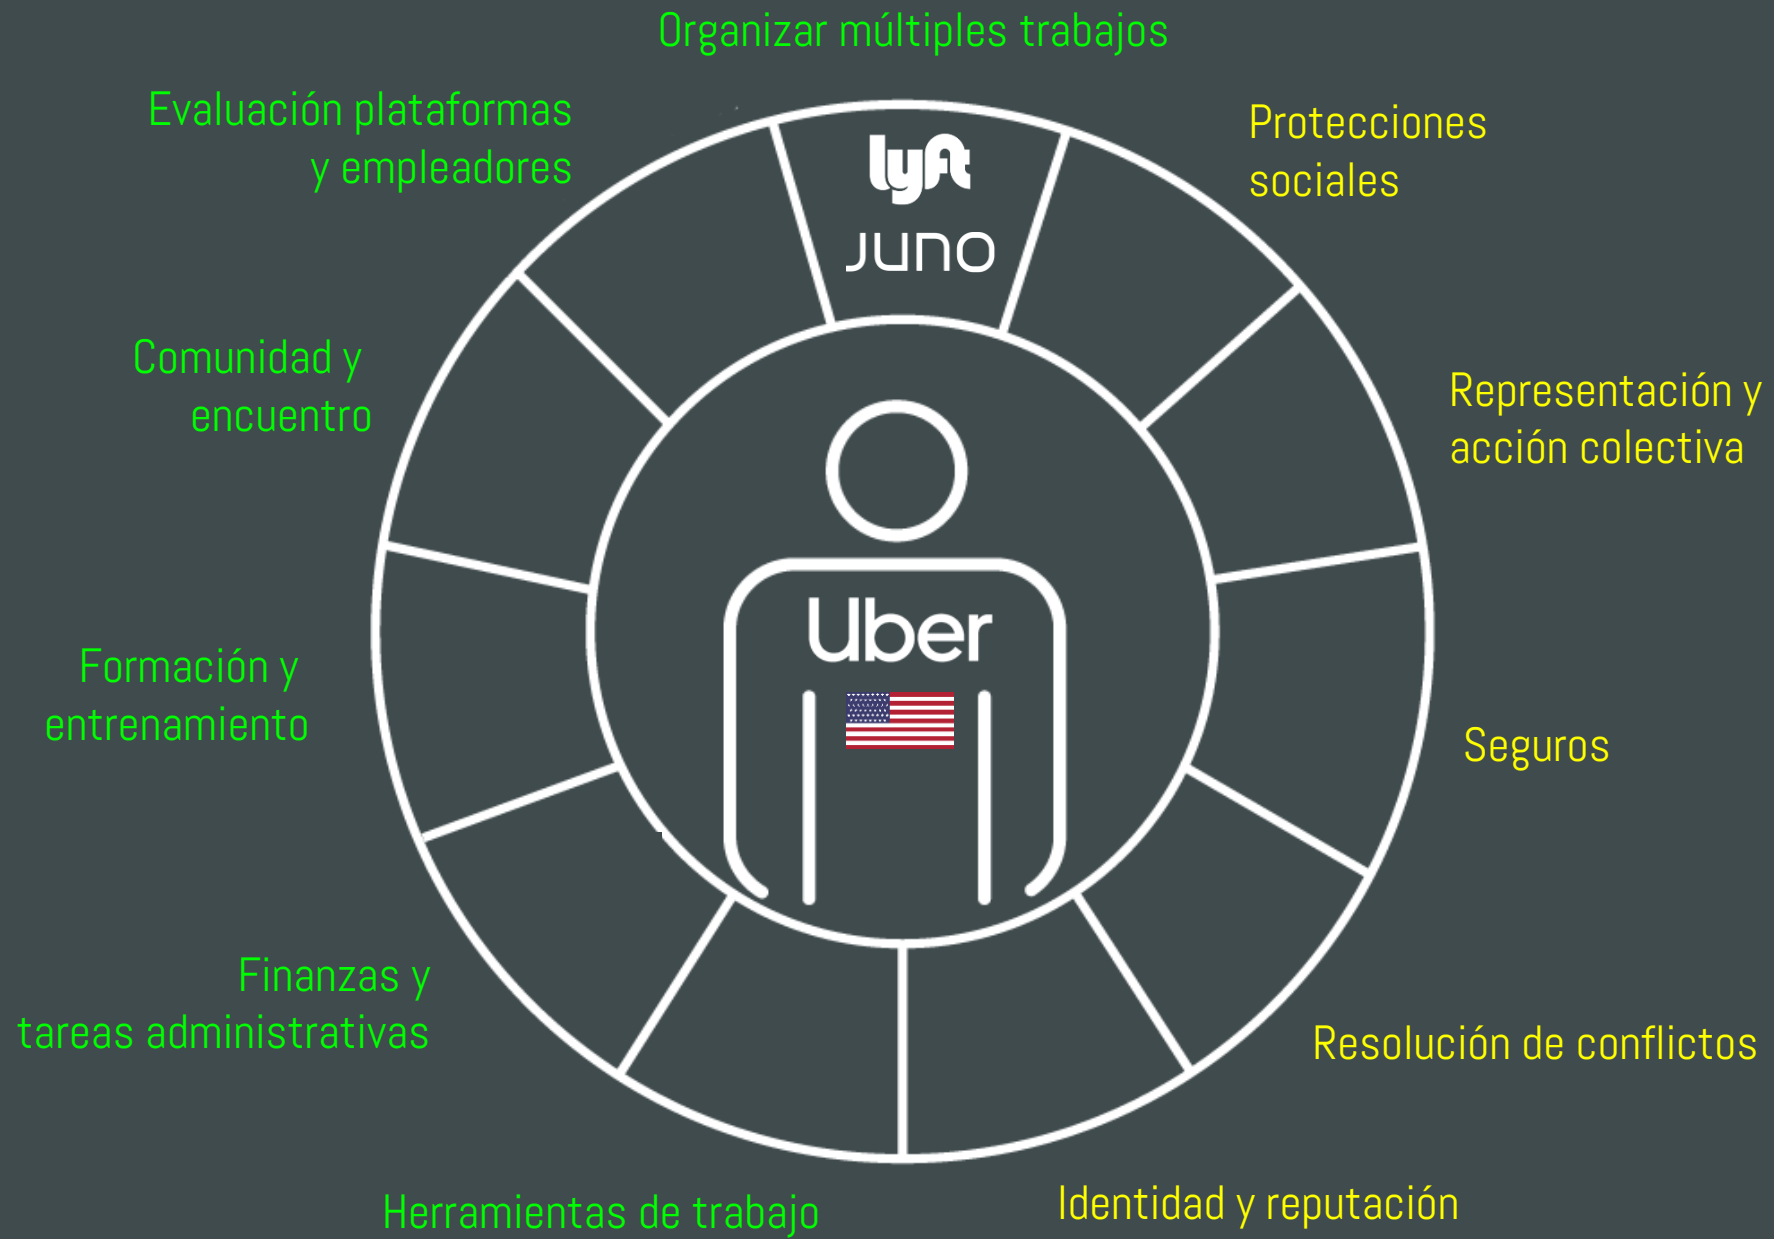 Organizar múltiples trabajos
Evaluación plataformas
y empleadores
Protecciones
sociales
lyft
JUNO
Comunidad y
encuentro
Representación y
acción colectiva
Uber
Formación y
entrenamiento
Seguros
Finanzas y
tareas administrativas
Resolución de conflictos
Herramientas de trabajo
Identidad y reputación